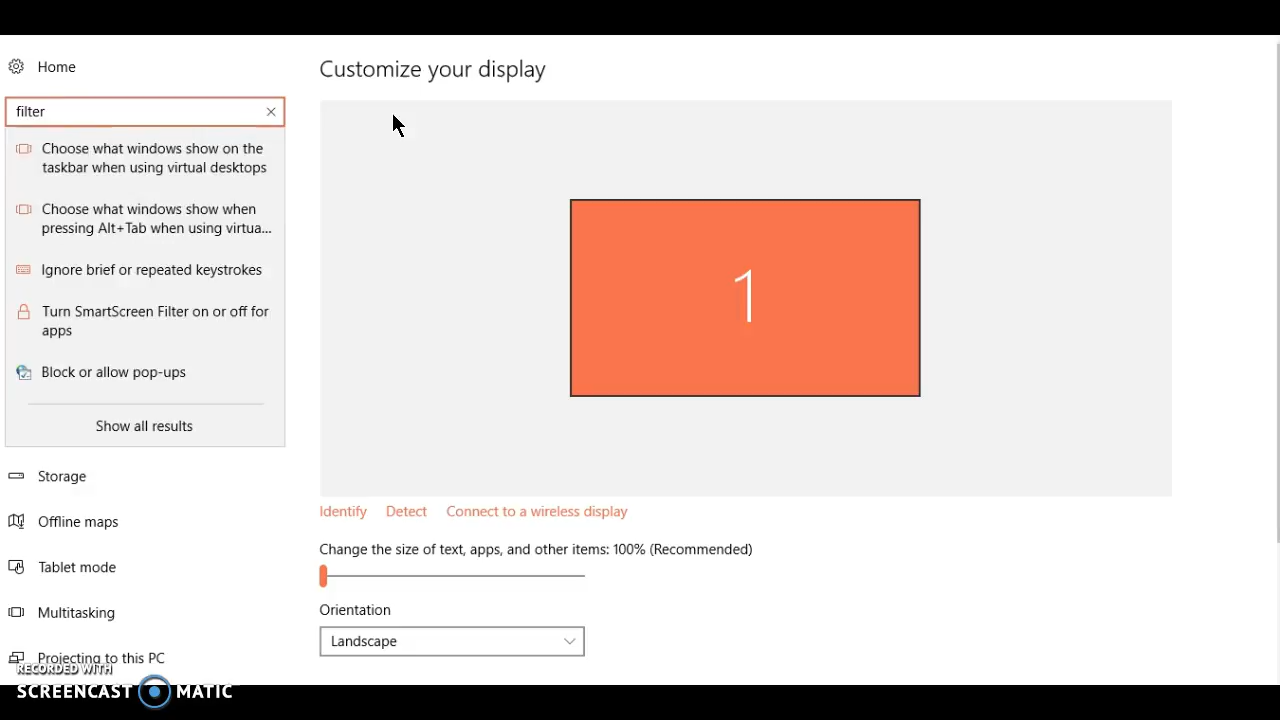 Home
filter
Choose what windows show on the
taskbar when using virtual desktops
Choose what windows show when
pressing Alt+Tab when using virtua...
Ignore brief or repeated keystrokes
Turn SmartScreen Filter on or off for
apps
Block or allow pop-ups
Show all results
Storage
Offline maps
Tablet mode
Multitasking
Projecting to this PC
Customize your display
1
Identify Detect Connect to a wireless display
Change the size of text, apps, and other items: 100% (Recommended)
Orientation
Landscape
RECORDED WITH
SCREENCAST MATIC